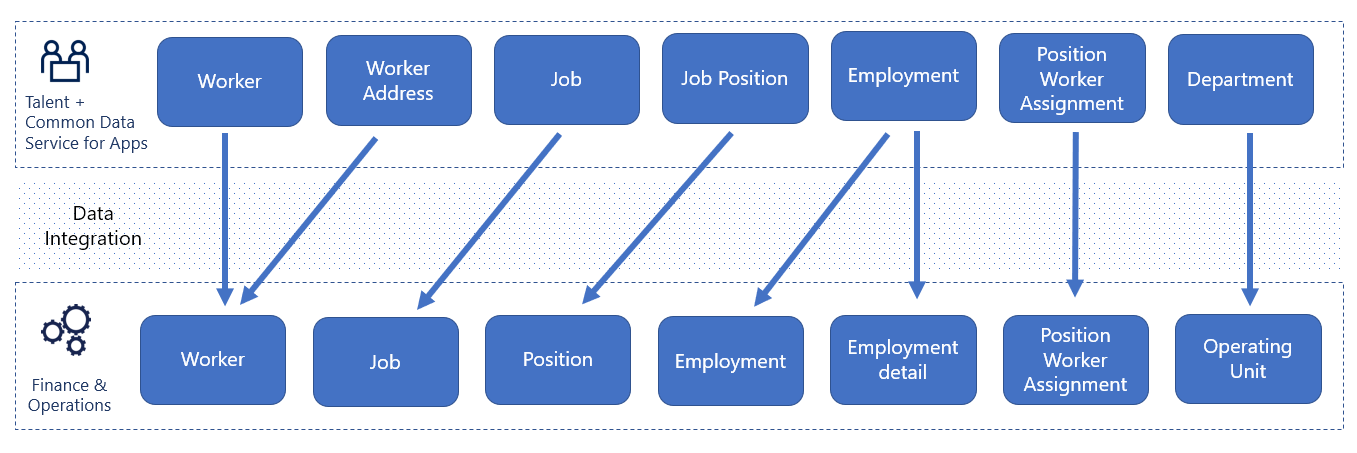 Talent +
Common Data
Service for Apps
Worker
Worker
Address
Job
Job Position
Employment
Position
Worker
Assignment
Department
Data
Integration
Finance &
Operations
Worker
Job
Position
Employment
Employment
detail
Position
Worker
Assignment
Operating
Unit